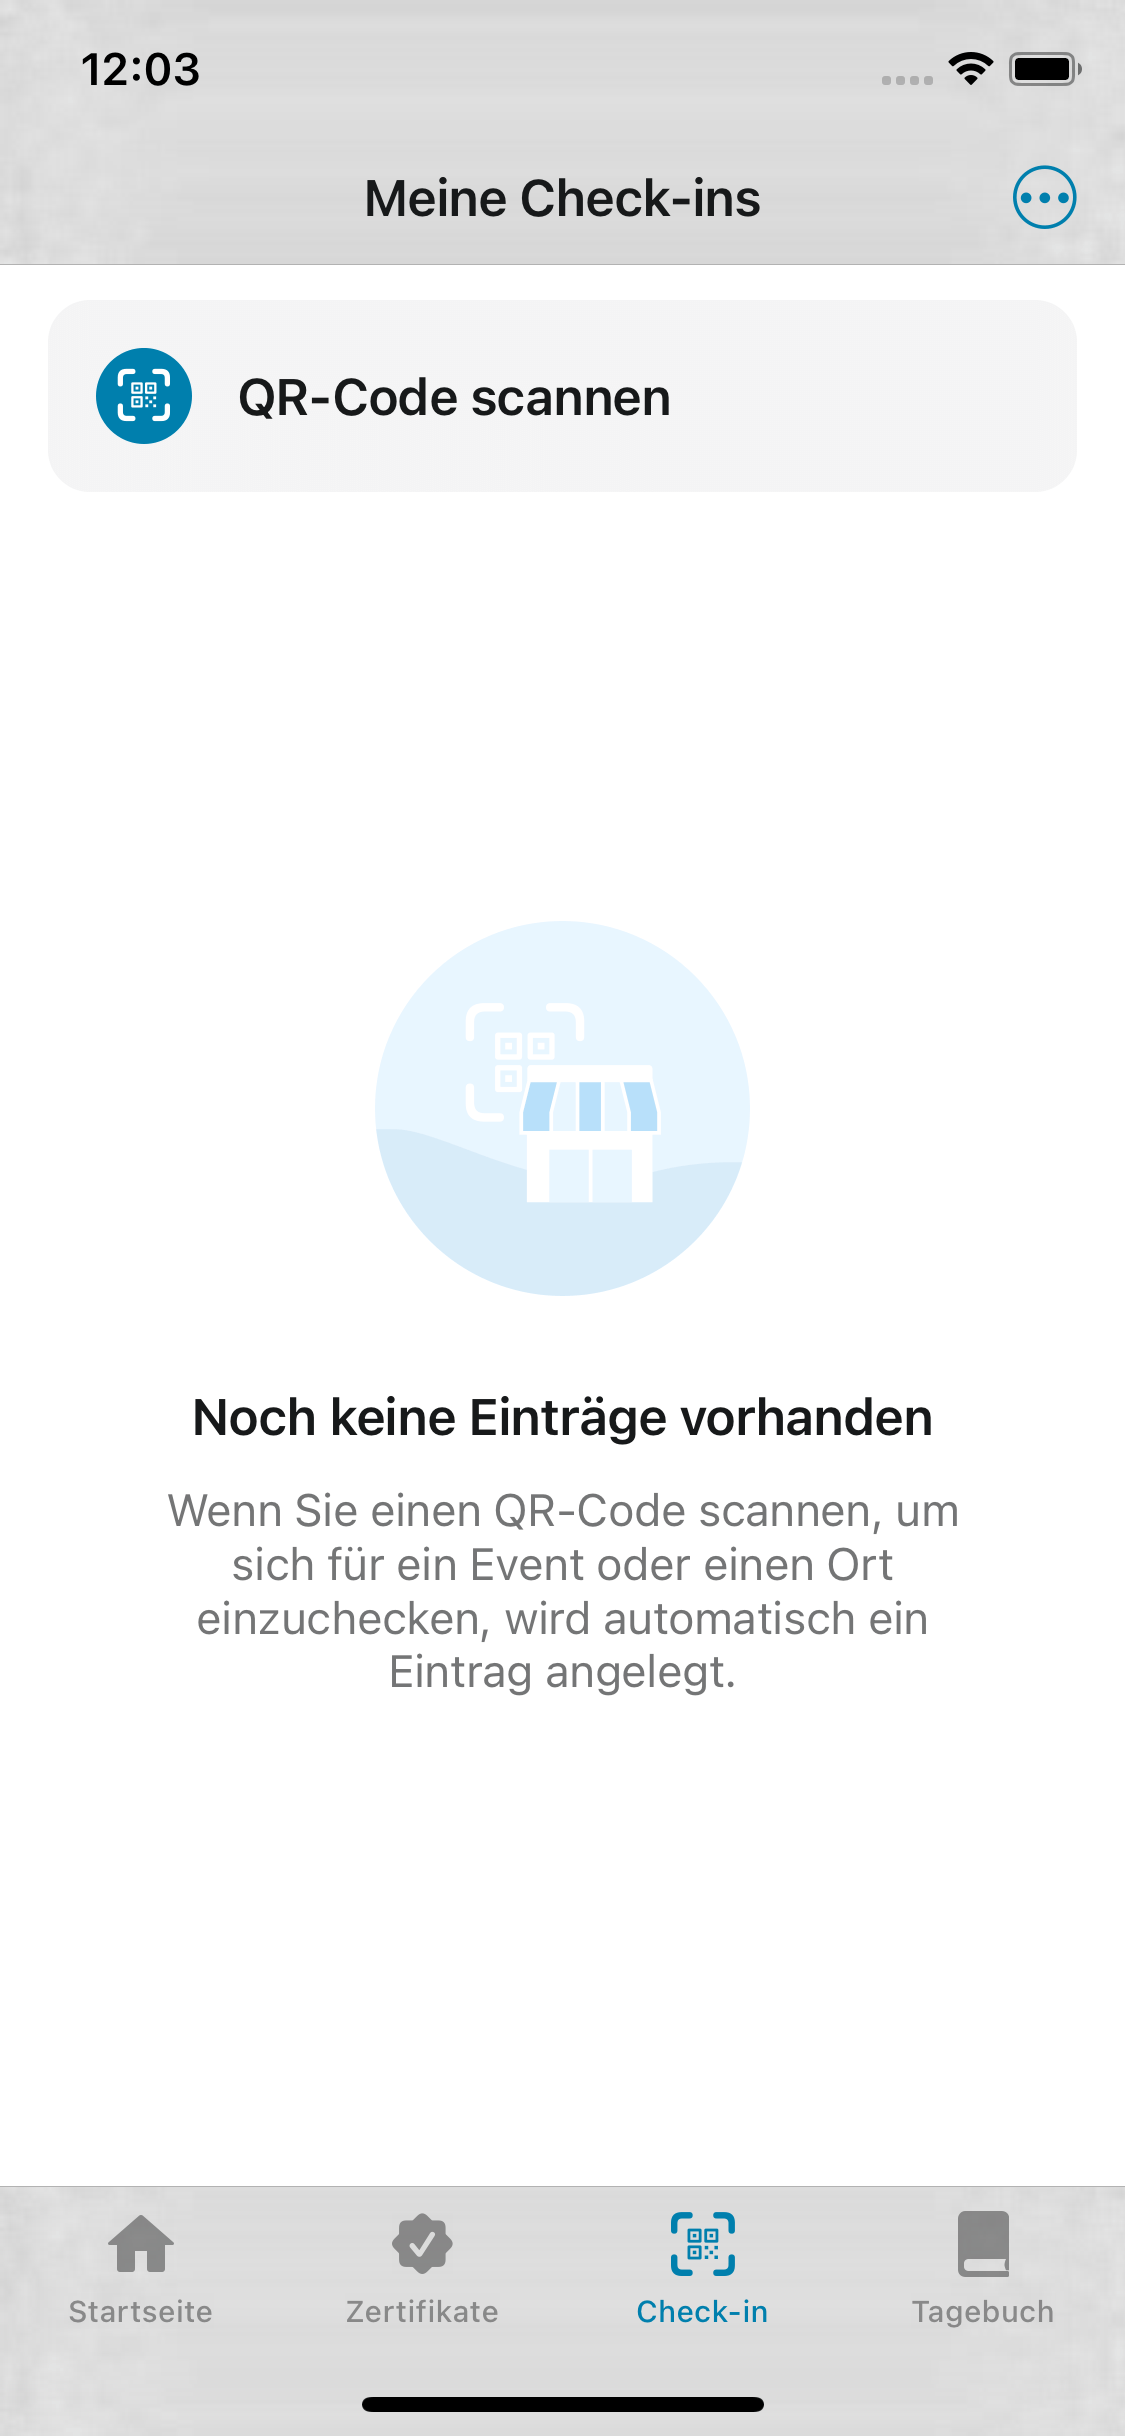 12:03
Meine Check-ins
QR-Code scannen
Noch keine Einträge vorhanden
Wenn Sie einen QR-Code scannen, um
sich für ein Event oder einen Ort
einzuchecken, wird automatisch ein
Eintrag angelegt.
Startseite
Zertifikate
Check-in
Tagebuch